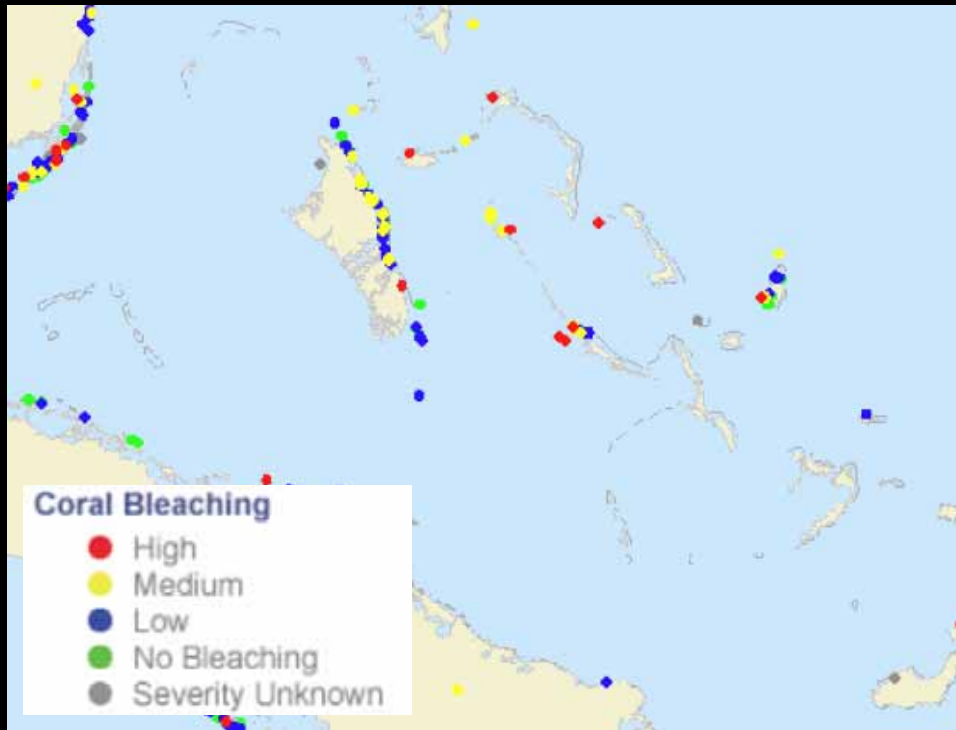 Coral Bleaching
High
Medium
Low
No Bleaching
Severity Unknown